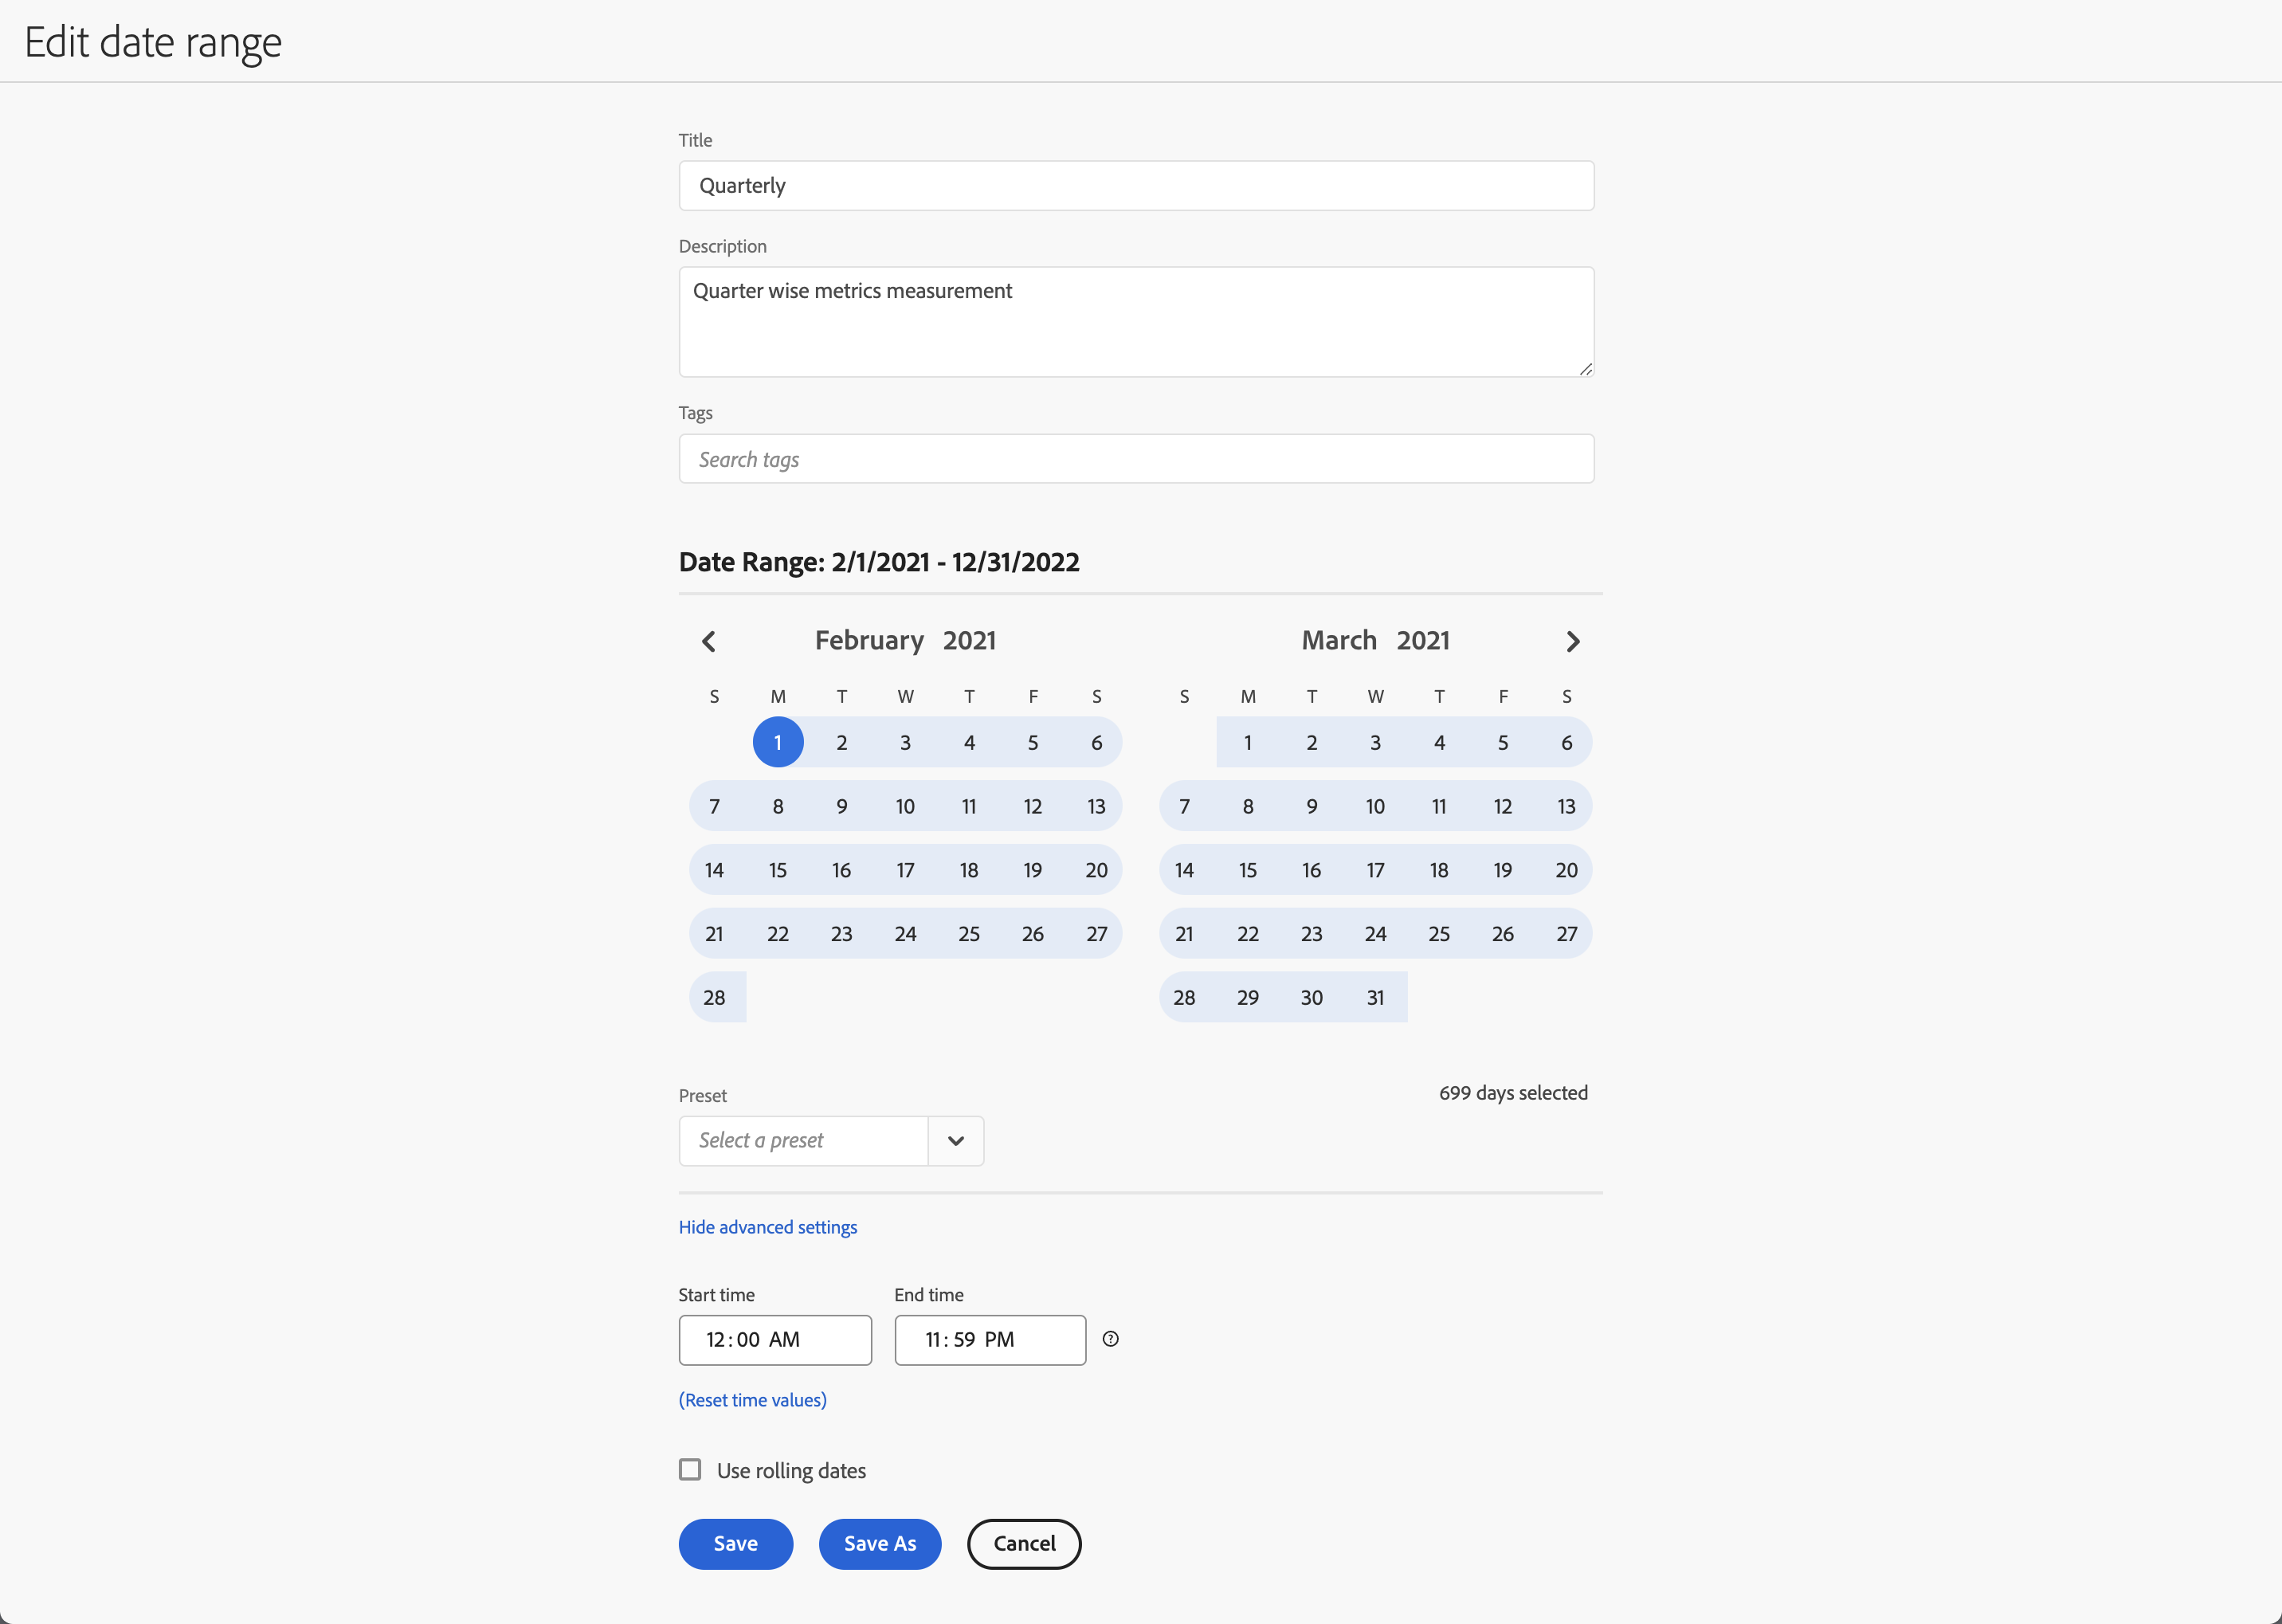 Edit date range
Title
Quarterly
Description
Quarter wise metrics measurement
Tags
Search tags
Date Range: 2/1/2021 - 12/31/2022
February 2021 March 2021
S M T W T F S S M T W T F S
1 2 3 4 5 6 1 2 3 4 5 6
7 8 9 10 11 12 13 7 8 9 10 11 12 13
14 15 16 17 18 19 20 14 15 16 17 18 19 20
21 22 23 24 25 26 27 21 22 23 24 25 26 27
28 28 29 30 31
Preset 699 days selected
Select a preset
Hide advanced settings
Start time End time
12:00 AM 11:59 PM
(Reset time values)
Use rolling dates
Save Save As Cancel